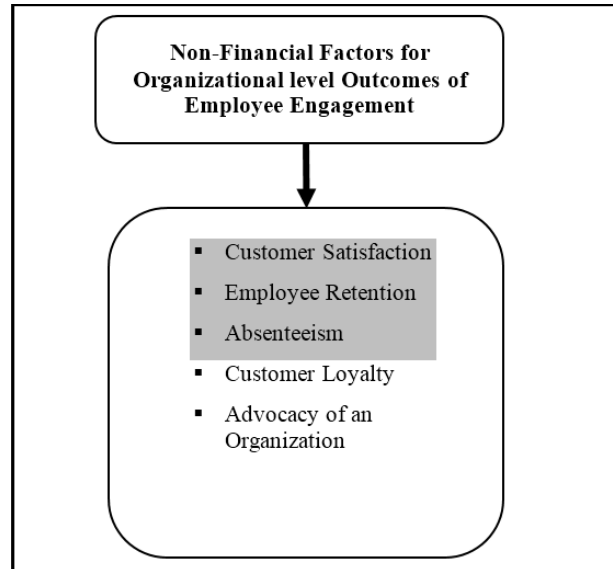 Non-Financial Factors for
Organizational level Outcomes of
Employee Engagement
▪ Customer Satisfaction
▪ Employee Retention
▪ Absenteeism
▪ Customer Loyalty
▪ Advocacy of an
Organization